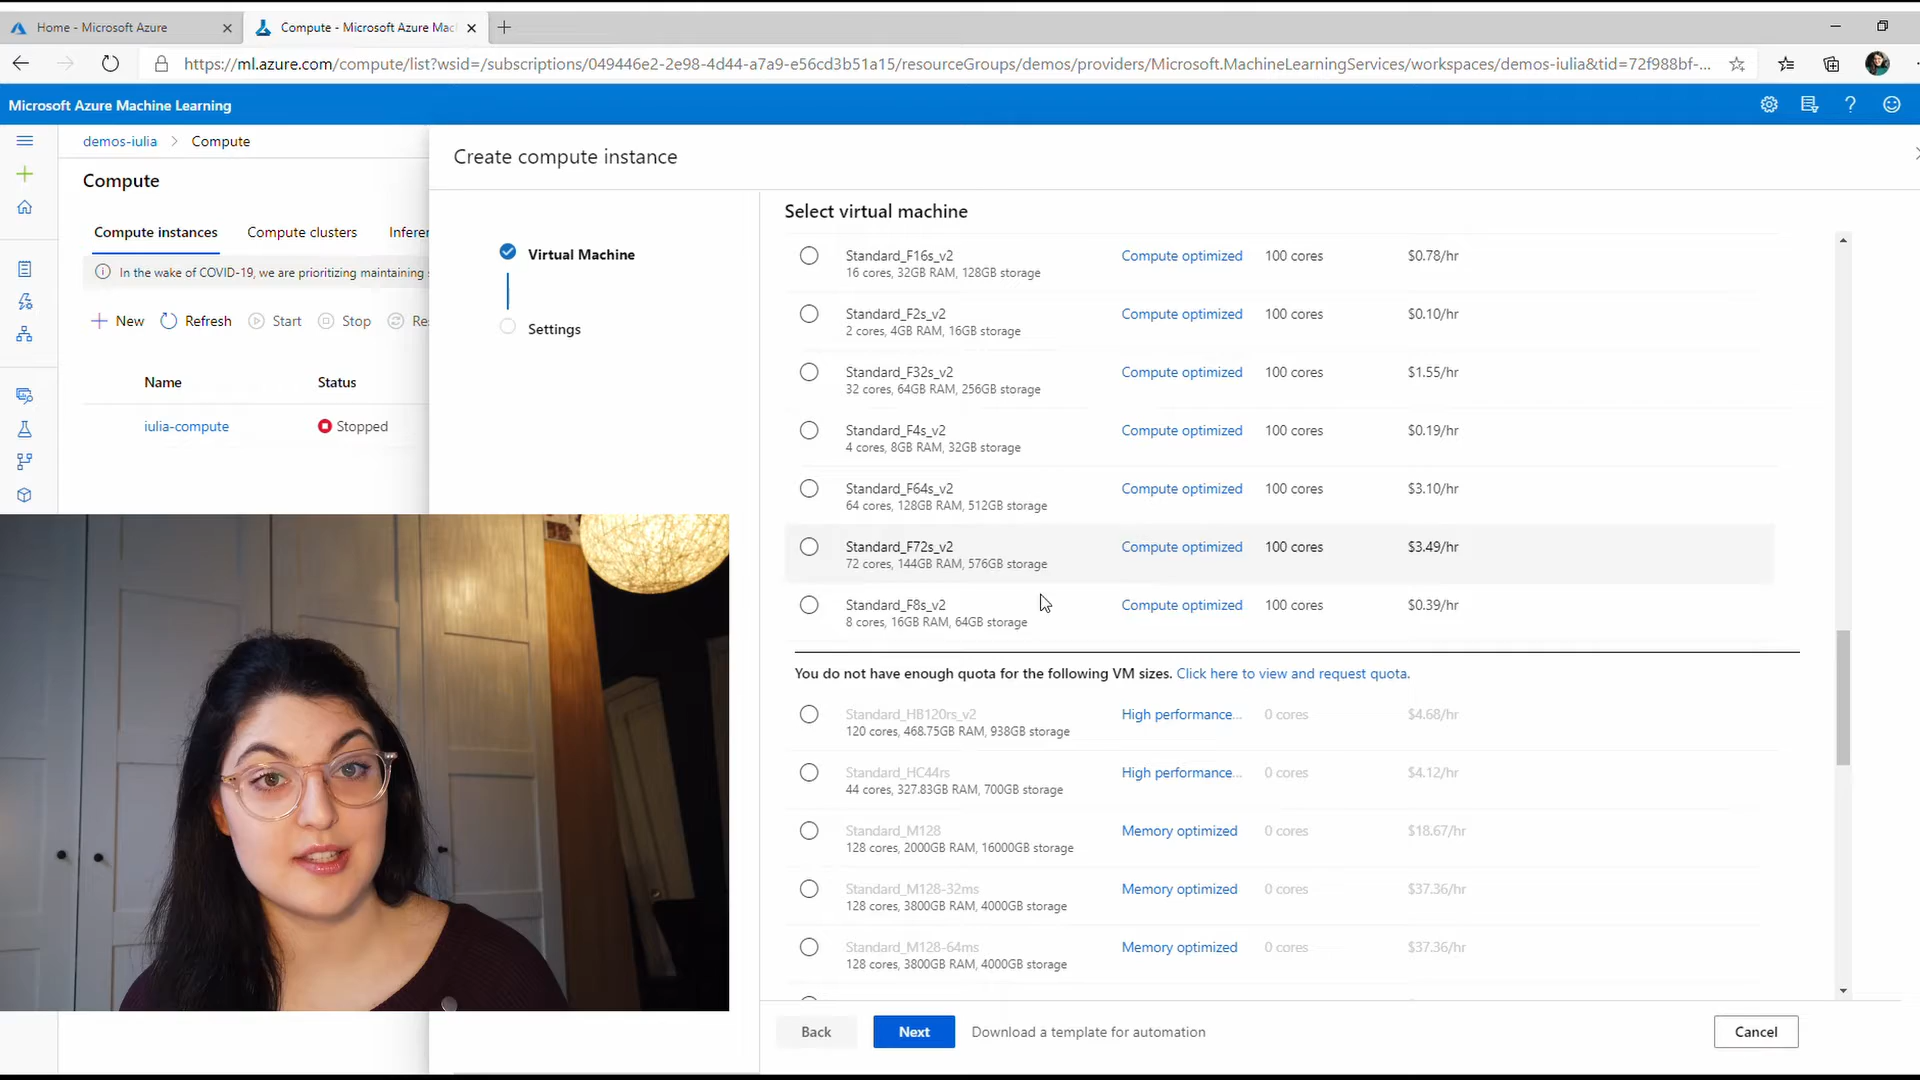 Home - Microsoft Azure
Compute - Microsoft Azure Mac
https://ml.azure.com/compute/list?wsid=/subscriptions/049446e2-2e98-4d44-a7a9-e56cd3b51a15/resourceGroups/demos/providers/Microsoft.MachineLearningServices/workspaces/demos-iulia&tid=72f988bf-...
Microsoft Azure Machine Learning
demos-iulia > Compute
Compute
Compute instances Compute clusters Inferen
In the wake of COVID-19, we are prioritizing maintaining s
New Refresh Start Stop Res
Name Status
iulia-compute Stopped
Create compute instance
Virtual Machine
Settings
Select virtual machine
Standard_F16s_v2 Compute optimized 100 cores $0.78/hr
16 cores, 32GB RAM, 128GB storage
Standard_F2s_v2 Compute optimized 100 cores $0.10/hr
2 cores, 4GB RAM, 16GB storage
Standard_F32s_v2 Compute optimized 100 cores $1.55/hr
32 cores, 64GB RAM, 256GB storage
Standard_F4s_v2 Compute optimized 100 cores $0.19/hr
4 cores, 8GB RAM, 32GB storage
Standard_F64s_v2 Compute optimized 100 cores $3.10/hr
64 cores, 128GB RAM, 512GB storage
Standard_F72s_v2 Compute optimized 100 cores $3.49/hr
72 cores, 144GB RAM, 576GB storage
Standard_F8s_v2 Compute optimized 100 cores $0.39/hr
8 cores, 16GB RAM, 64GB storage
You do not have enough quota for the following VM sizes. Click here to view and request quota.
Standard_HB120rs_v2 High performance... 0 cores $4.68/hr
120 cores, 468.75GB RAM, 938GB storage
Standard_HC44rs High performance... 0 cores $4.12/hr
44 cores, 327.83GB RAM, 700GB storage
Standard_M128 Memory optimized 0 cores $18.67/hr
128 cores, 2000GB RAM, 16000GB storage
Standard_M128-32ms Memory optimized 0 cores $37.36/hr
128 cores, 3800GB RAM, 4000GB storage
Standard_M128-64ms Memory optimized 0 cores $37.36/hr
128 cores, 3800GB RAM, 4000GB storage
Back Next Download a template for automation Cancel